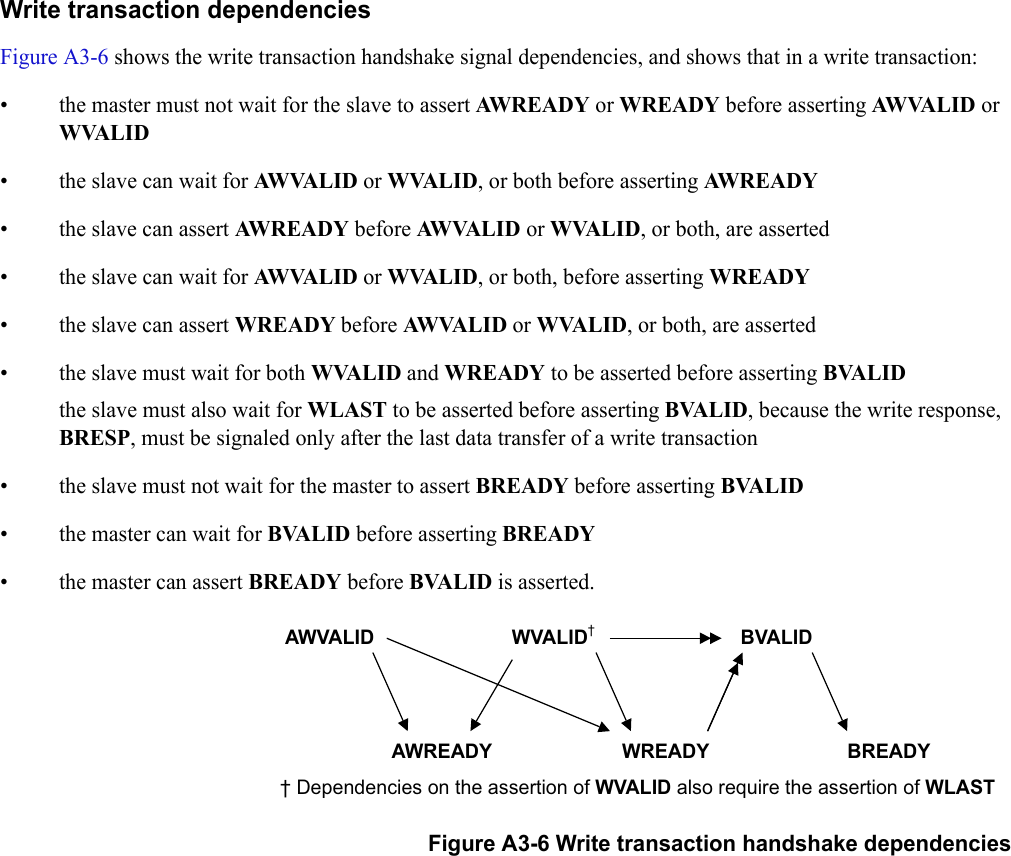 Write transaction dependencies
Figure A3-6 shows the write transaction handshake signal dependencies, and shows that in a write transaction:
• the master must not wait for the slave to assert AWREADY or WREADY before asserting AWVALID or
WVALID
• the slave can wait for AWVALID or WVALID, or both before asserting AWREADY
• the slave can assert AWREADY before AWVALID or WVALID, or both, are asserted
• the slave can wait for AWVALID or WVALID, or both, before asserting WREADY
• the slave can assert WREADY before AWVALID or WVALID, or both, are asserted
• the slave must wait for both WVALID and WREADY to be asserted before asserting BVALID
the slave must also wait for WLAST to be asserted before asserting BVALID, because the write response,
BRESP, must be signaled only after the last data transfer of a write transaction
• the slave must not wait for the master to assert BREADY before asserting BVALID
• the master can wait for BVALID before asserting BREADY
• the master can assert BREADY before BVALID is asserted.
AWVALID WVALID† BVALID
AWREADY WREADY BREADY
† Dependencies on the assertion of WVALID also require the assertion of WLAST
Figure A3-6 Write transaction handshake dependencies